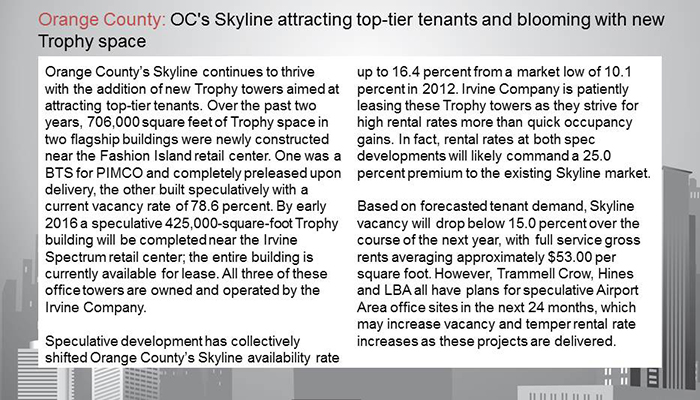 Orange County: OC's Skyline attracting top-tier tenants and blooming with new
Trophy space
Orange County's Skyline continues to thrive
with the addition of new Trophy towers aimed at
attracting top-tier tenants. Over the past two
years, 706,000 square feet of Trophy space in
two flagship buildings were newly constructed
near the Fashion Island retail center. One was a
BTS for PIMCO and completely preleased upon
delivery, the other built speculatively with a
current vacancy rate of 78.6 percent. By early
2016 a speculative 425,000-square-foot Trophy
building will be completed near the Irvine
Spectrum retail center; the entire building is
currently available for lease. All three of these
office towers are owned and operated by the
Irvine Company.
Speculative development has collectively
shifted Orange County's Skyline availability rate
up to 16.4 percent from a market low of 10.1
percent in 2012. Irvine Company is patiently
leasing these Trophy towers as they strive for
high rental rates more than quick occupancy
gains. In fact, rental rates at both spec
developments will likely command a 25.0
percent premium to the existing Skyline market.
Based on forecasted tenant demand, Skyline
vacancy will drop below 15.0 percent over the
course of the next year, with full service gross
rents averaging approximately $53.00 per
square foot. However, Trammell Crow, Hines
and LBA all have plans for speculative Airport
Area office sites in the next 24 months, which
may increase vacancy and temper rental rate
increases as these projects are delivered.